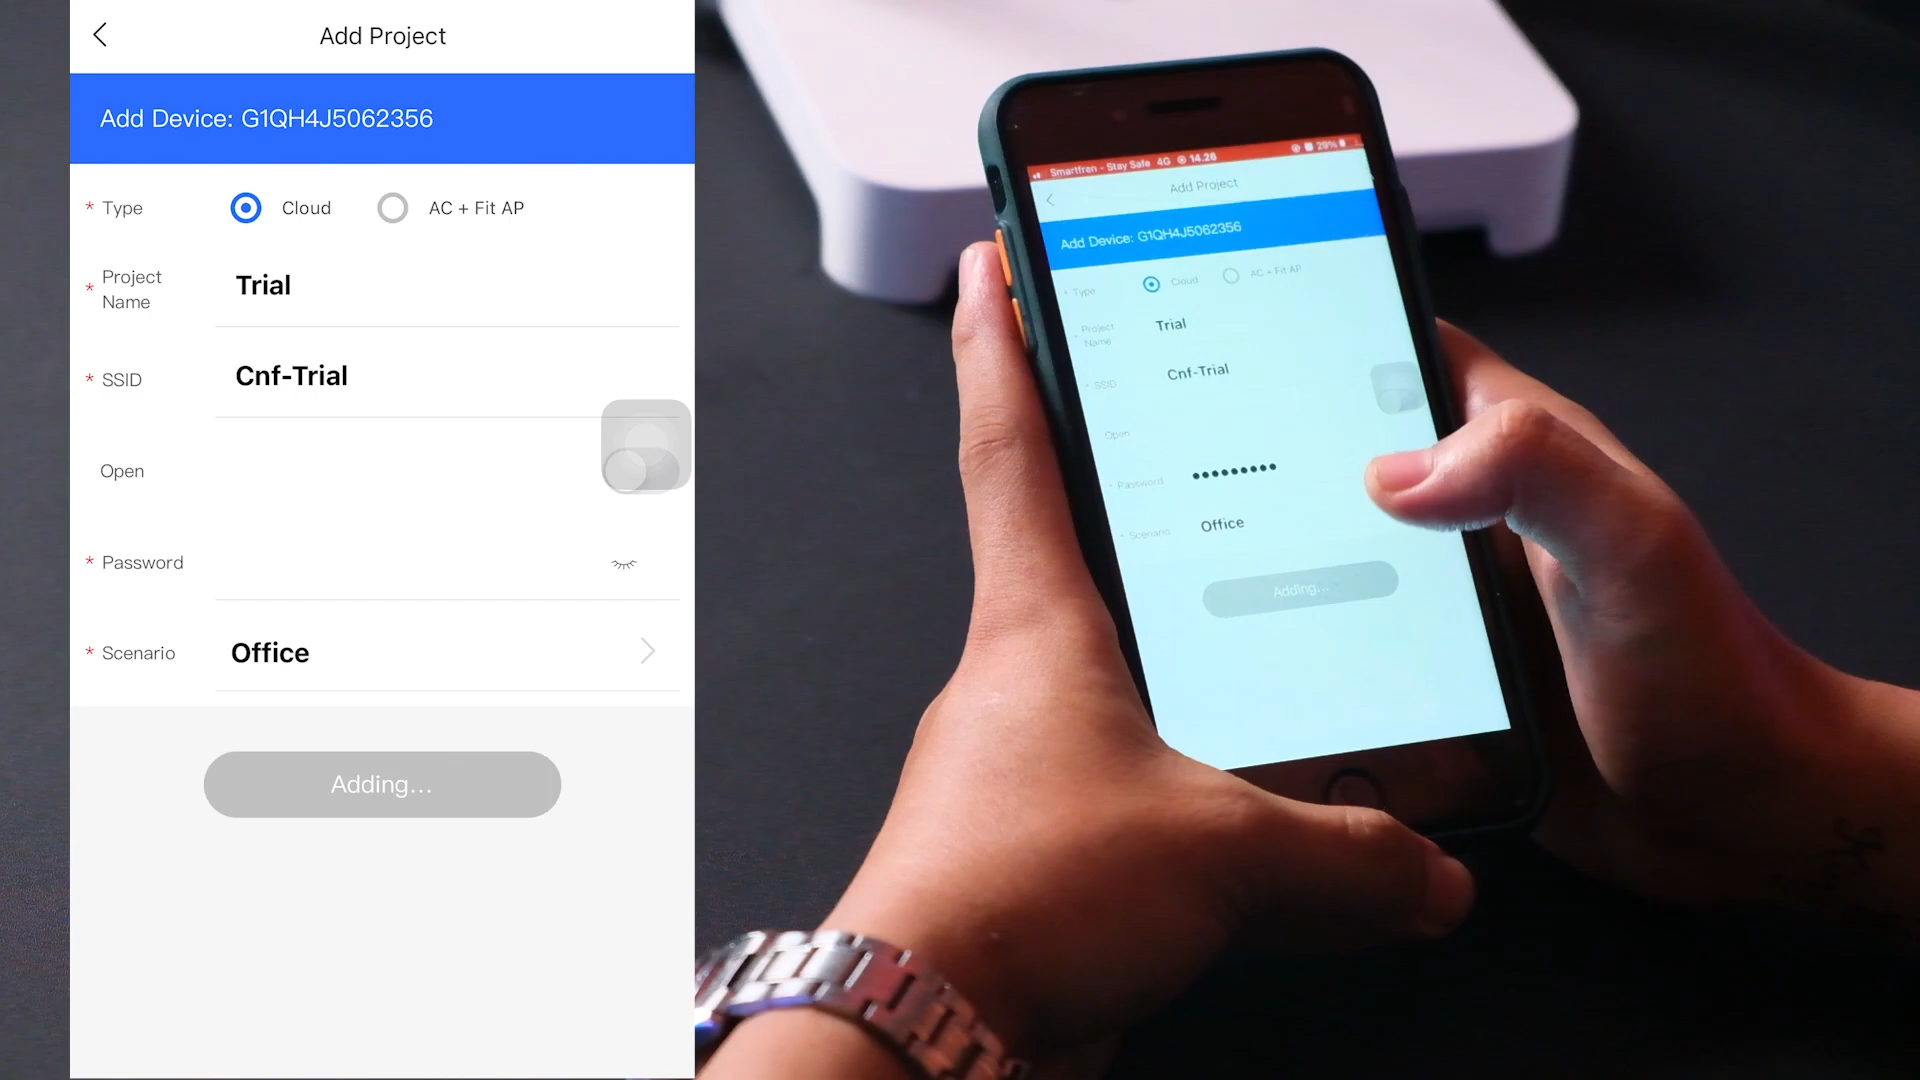 Add Project
Add Device: G1QH4J5062356
* Type Cloud AC + Fit AP
* Project Name Trial
* SSID Cnf-Trial
Open
* Password
* Scenario Office
Adding...
Smartfren - Stay Safe 4G 14.26 29%
Add Project
Add Device: G1QH4J5062356
* Type Cloud AC + Fit AP
* Project Name Trial
* SSID Cnf-Trial
Open
* Password •••••••••
* Scenario Office
Adding...